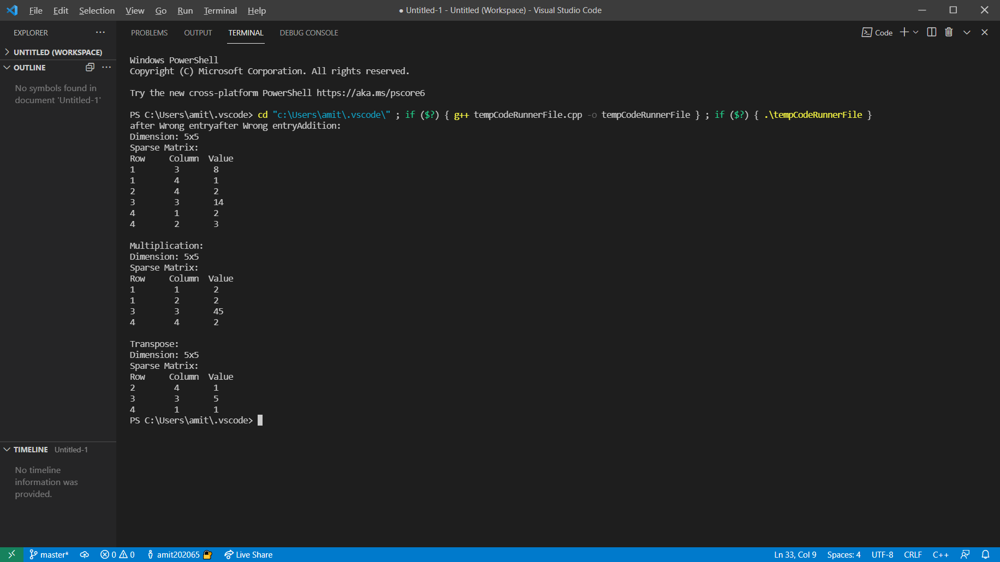 File Edit Selection View Go Run Terminal Help
● Untitled-1 - Untitled (Workspace) - Visual Studio Code
EXPLORER
UNTITLED (WORKSPACE)
OUTLINE
No symbols found in
document 'Untitled-1'
TIMELINE Untitled-1
No timeline
information was
provided.
PROBLEMS OUTPUT TERMINAL DEBUG CONSOLE
Code
Windows PowerShell
Copyright (C) Microsoft Corporation. All rights reserved.
Try the new cross-platform PowerShell https://aka.ms/pscore6
PS C:\Users\amit\.vscode> cd "c:\Users\amit\.vscode\" ; if ($?) { g++ tempCodeRunnerFile.cpp -o tempCodeRunnerFile } ; if ($?) { .\tempCodeRunnerFile }
after Wrong entryafter Wrong entryAddition:
Dimension: 5x5
Sparse Matrix:
Row Column Value
1 3 8
1 4 1
2 4 2
3 3 14
4 1 2
4 2 3
Multiplication:
Dimension: 5x5
Sparse Matrix:
Row Column Value
1 1 2
1 2 2
3 3 45
4 4 2
Transpose:
Dimension: 5x5
Sparse Matrix:
Row Column Value
2 4 1
3 3 5
4 1 1
PS C:\Users\amit\.vscode>
master* 0 0 amit202065 Live Share
Ln 33, Col 9 Spaces: 4 UTF-8 CRLF C++